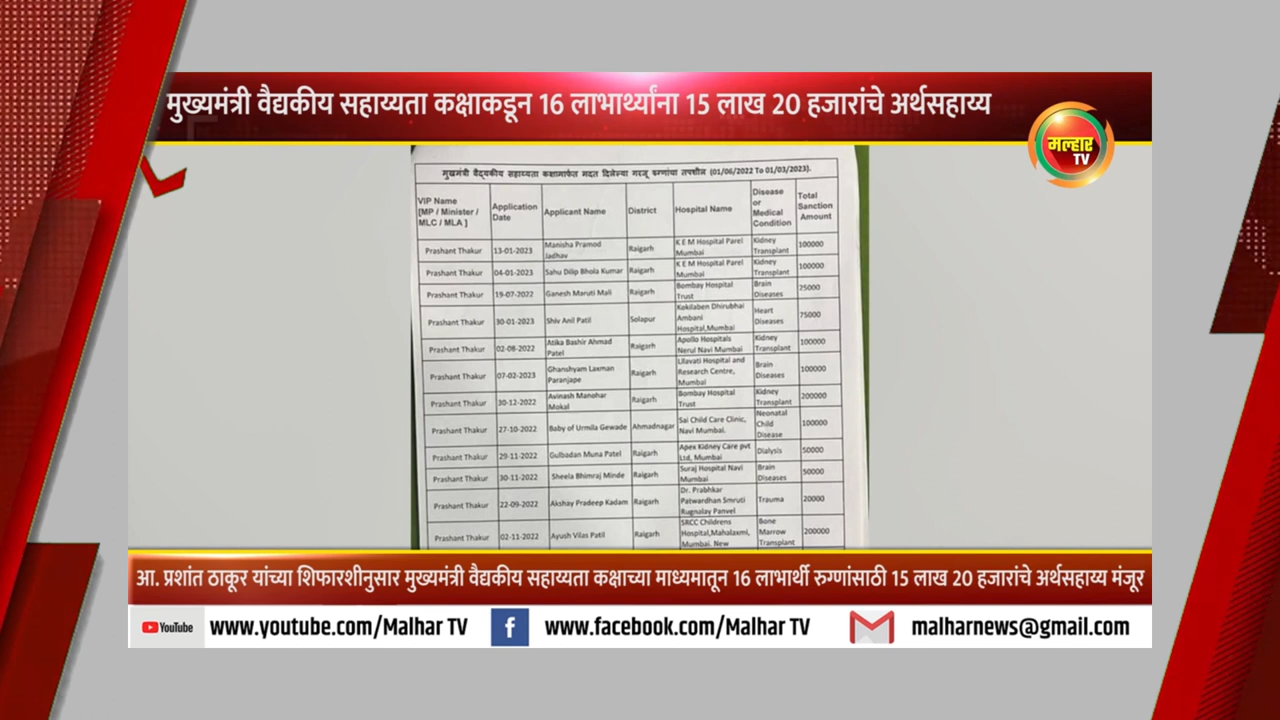 मुख्यमंत्री वैद्यकीय सहाय्यता कक्षाकडून 16 लाभार्थ्यांना 15 लाख 20 हजारांचे अर्थसहाय्य
मल्हार
TV
मुखमंत्री वैद्यकीय सहाय्यता कक्षामार्फत मदत दिलेल्या गरजू रुग्णांचा तपशील (01/06/2022 To 01/03/2023).
VIP Name [MP / Minister / MLC / MLA ] Application Date Applicant Name District Hospital Name Disease or Medical Condition Total Sanction Amount
Prashant Thakur 13-01-2023 Manisha Pramod Jadhav Raigarh K E M Hospital Parel Mumbai Kidney Transplant 100000
Prashant Thakur 04-01-2023 Sahu Dilip Bhola Kumar Raigarh K E M Hospital Parel Mumbai Kidney Transplant 100000
Prashant Thakur 19-07-2022 Ganesh Maruti Mali Raigarh Bombay Hospital Trust Brain Diseases 25000
Prashant Thakur 30-01-2023 Shiv Anil Patil Solapur Kokilaben Dhirubhai Ambani Hospital,Mumbai Heart Diseases 75000
Prashant Thakur 02-08-2022 Atika Bashir Ahmad Patel Raigarh Apollo Hospitals Nerul Navi Mumbai Kidney Transplant 100000
Prashant Thakur 07-02-2023 Ghanshyam Laxman Paranjape Raigarh Lilavati Hospital and Research Centre, Mumbai Brain Diseases 100000
Prashant Thakur 30-12-2022 Avinash Manohar Mokal Raigarh Bombay Hospital Trust Kidney Transplant 200000
Prashant Thakur 27-10-2022 Baby of Urmila Gewade Ahmadnagar Sai Child Care Clinic, Navi Mumbai. Neonatal Child Disease 100000
Prashant Thakur 29-11-2022 Gulbadan Muna Patel Raigarh Apex Kidney Care pvt Ltd, Mumbai Dialysis 50000
Prashant Thakur 30-11-2022 Sheela Bhimraj Minde Raigarh Suraj Hospital Navi Mumbai Brain Diseases 50000
Prashant Thakur 22-09-2022 Akshay Pradeep Kadam Raigarh Dr. Prabhkar Patwardhan Smruti Rugnalay Panvel Trauma 20000
Prashant Thakur 02-11-2022 Ayush Vilas Patil Raigarh SRCC Childrens Hospital,Mahalaxmi, Mumbai. New Bone Marrow Transplant 200000
आ. प्रशांत ठाकूर यांच्या शिफारशीनुसार मुख्यमंत्री वैद्यकीय सहाय्यता कक्षाच्या माध्यमातून 16 लाभार्थी रुग्णांसाठी 15 लाख 20 हजारांचे अर्थसहाय्य मंजूर
YouTube www.youtube.com/Malhar TV f www.facebook.com/Malhar TV malharnews@gmail.com